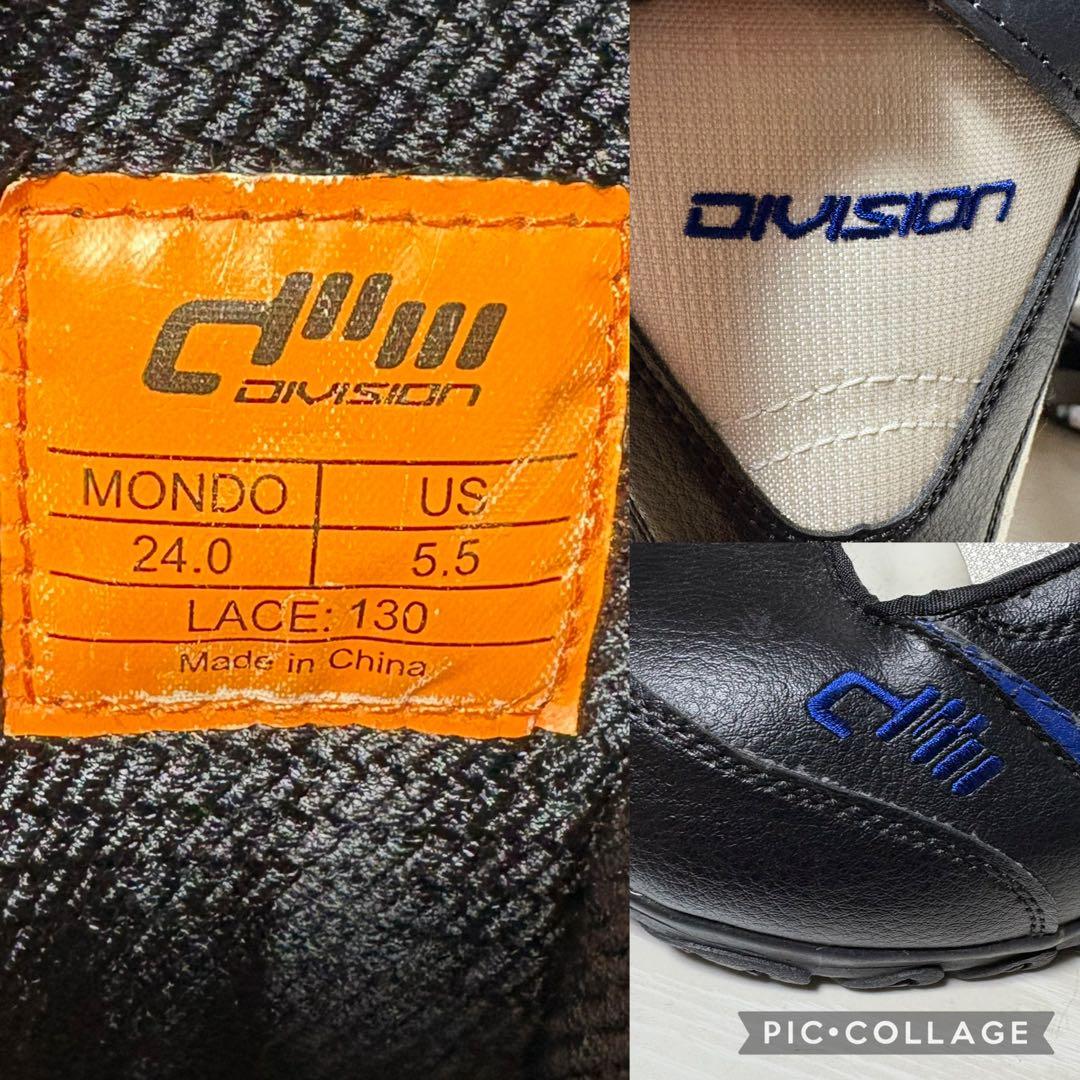 DIVISION
MONDO US
24.0 5.5
LACE: 130
Made in China
DIVISION
PIC•COLLAGE